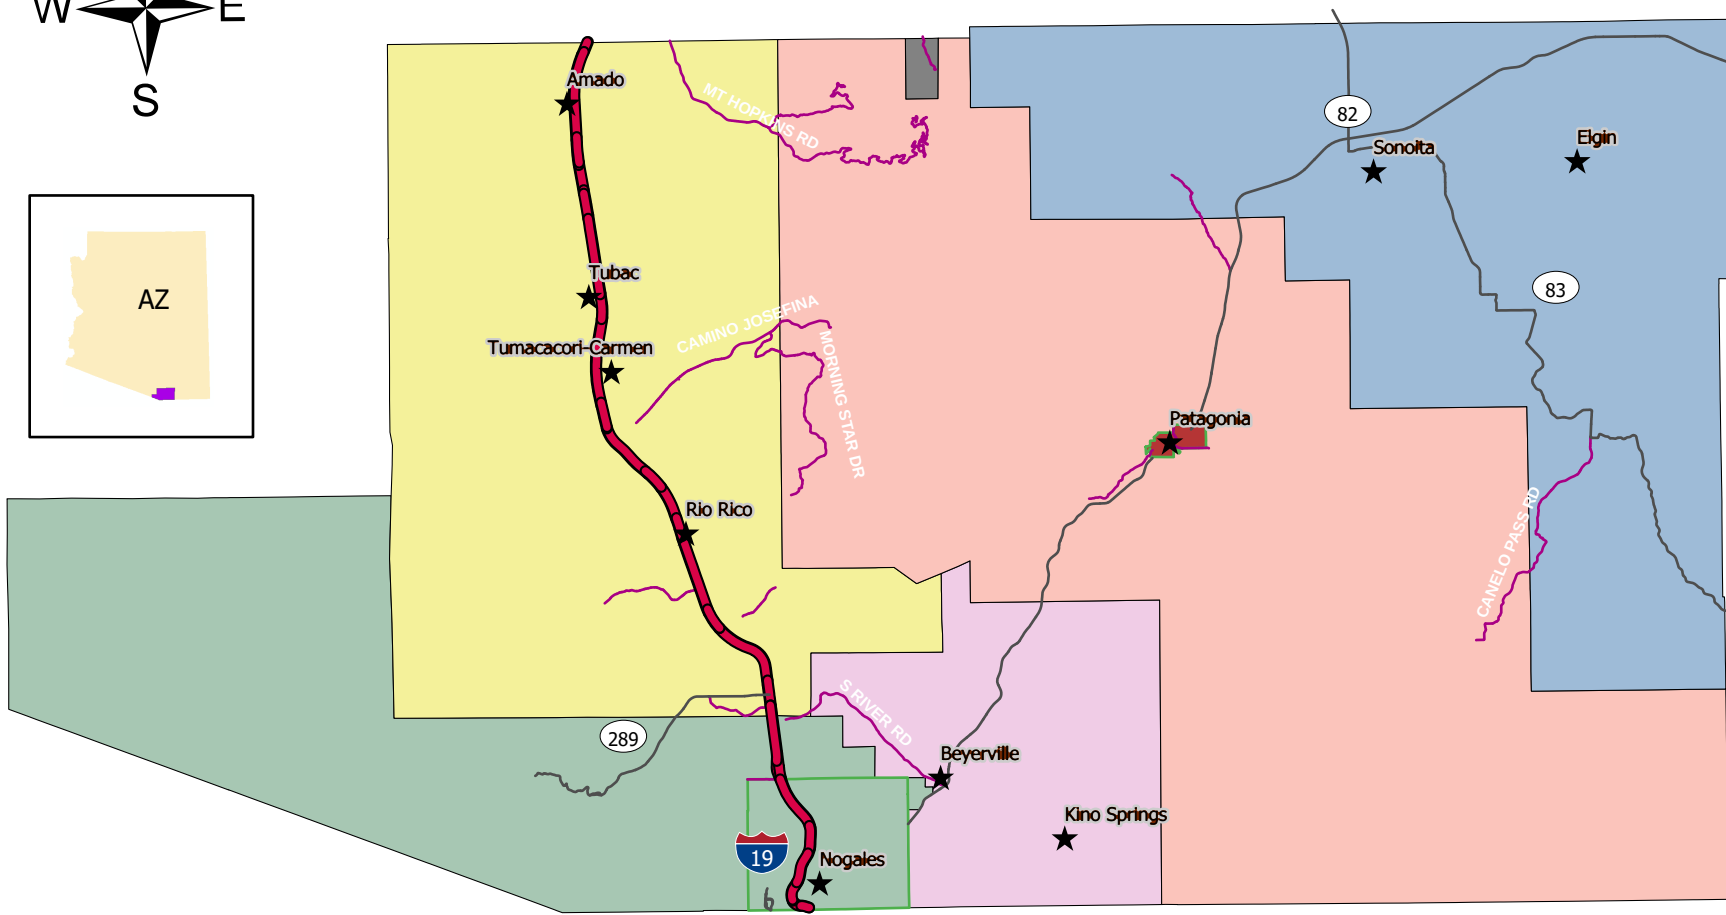 W
E
S
Amado
MT HOPKINS RD
82
Sonoita
Elgin
AZ
Tubac
83
CAMINO JOSEFINA
Tumacacori-Carmen
MORNING STAR DR
Patagonia
Rio Rico
CANELO PASS RD
S RIVER RD
289
Beyerville
Kino Springs
19
Nogales